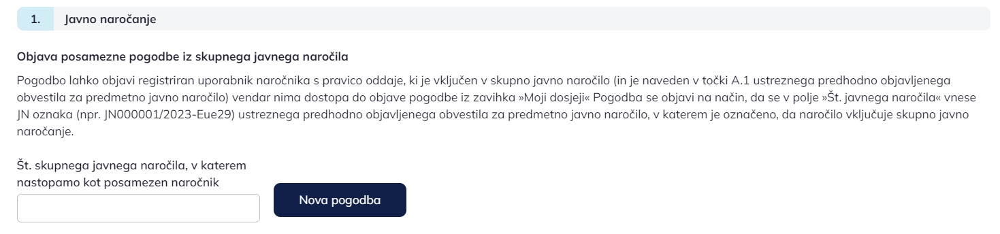 1. Javno naročanje
Objava posamezne pogodbe iz skupnega javnega naročila
Pogodbo lahko objavi registriran uporabnik naročnika s pravico oddaje, ki je vključen v skupno javno naročilo (in je naveden v točki A.1 ustreznega predhodno objavljenega
obvestila za predmetno javno naročilo) vendar nima dostopa do objave pogodbe iz zavihka »Moji dosjeji« Pogodba se objavi na način, da se v polje »Št. javnega naročila« vnese
JN oznaka (npr. JN000001/2023-Eue29) ustreznega predhodno objavljenega obvestila za predmetno javno naročilo, v katerem je označeno, da naročilo vključuje skupno javno
naročanje.
Št. skupnega javnega naročila, v katerem
nastopamo kot posamezen naročnik
Nova pogodba